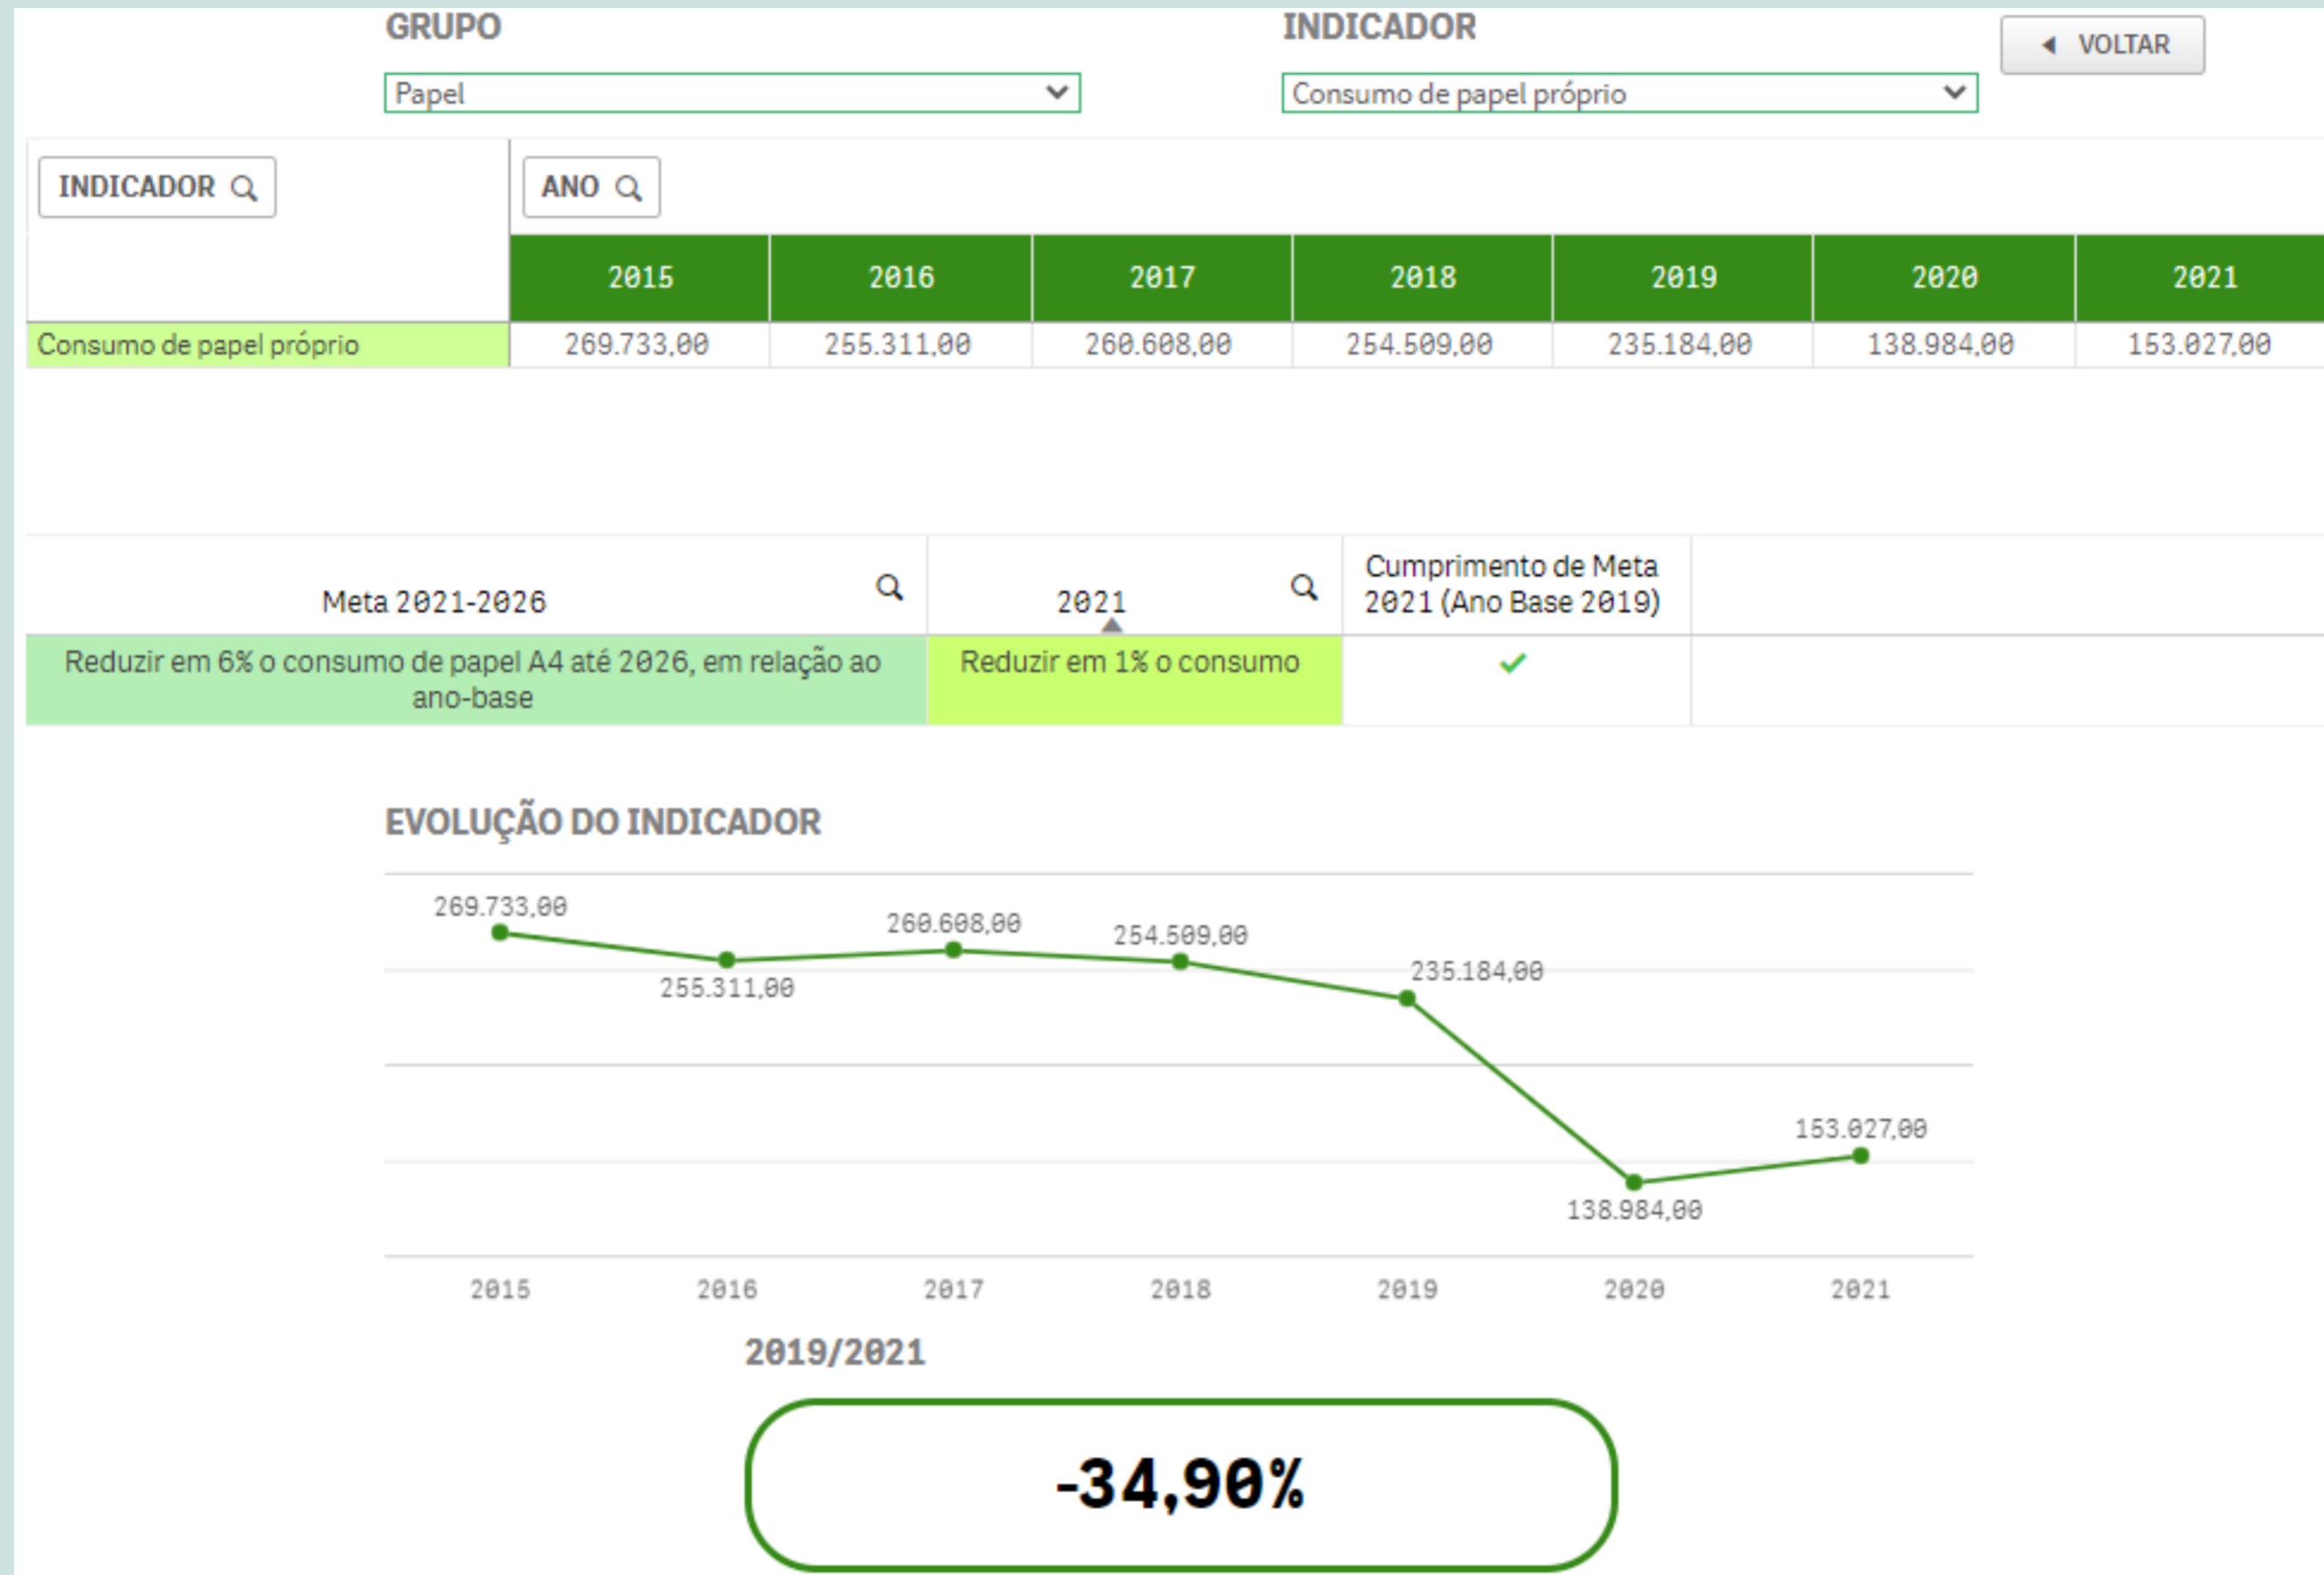 GRUPO
INDICADOR
VOLTAR
Papel
Consumo de papel próprio
INDICADOR
ANO
2015 2016 2017 2018 2019 2020 2021
Consumo de papel próprio 269.733,00 255.311,00 260.608,00 254.509,00 235.184,00 138.984,00 153.027,00
Meta 2021-2026
2021
Cumprimento de Meta
2021 (Ano Base 2019)
Reduzir em 6% o consumo de papel A4 até 2026, em relação ao
ano-base
Reduzir em 1% o consumo
EVOLUÇÃO DO INDICADOR
269.733,00
255.311,00
260.608,00
254.509,00
235.184,00
138.984,00
153.027,00
2015 2016 2017 2018 2019 2020 2021
2019/2021
-34,90%